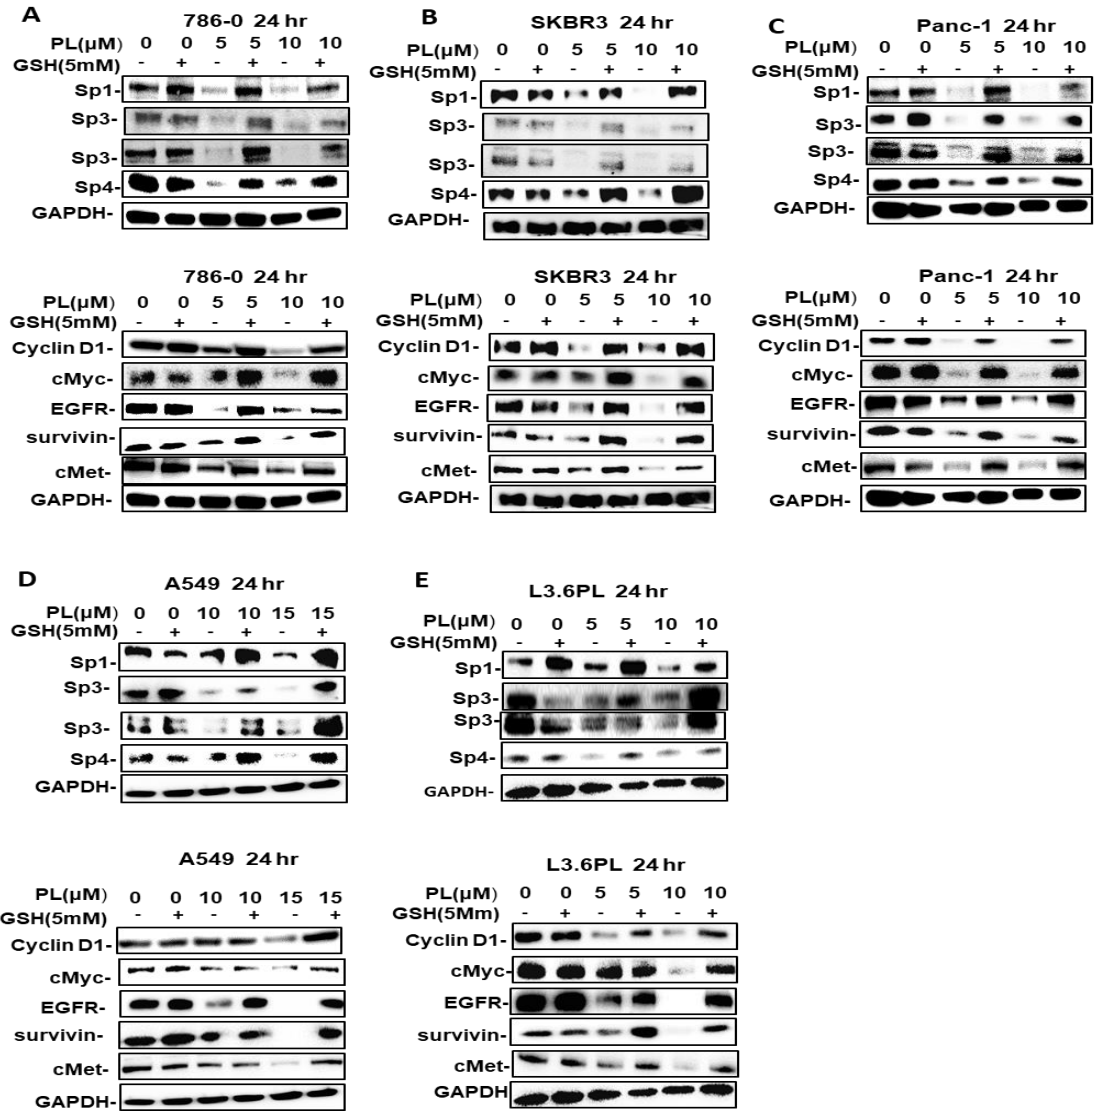 A
786-0 24 hr
PL(μM) 0 0 5 5 10 10
GSH(5mM) - + - + - +
Sp1-
Sp3-
Sp3-
Sp4-
GAPDH-
B
SKBR3 24 hr
PL(μM) 0 0 5 5 10 10
GSH(5mM) - + - + - +
Sp1-
Sp3-
Sp3-
Sp4-
GAPDH-
C
Panc-1 24 hr
PL(μM) 0 0 5 5 10 10
GSH(5mM) - + - + - +
Sp1-
Sp3-
Sp3-
Sp4-
GAPDH-
786-0 24 hr
PL(μM) 0 0 5 5 10 10
GSH(5mM) - + - + - +
Cyclin D1-
cMyc-
EGFR-
survivin-
cMet-
GAPDH-
SKBR3 24 hr
PL(μM) 0 0 5 5 10 10
GSH(5mM) - + - + - +
Cyclin D1-
cMyc-
EGFR-
survivin-
cMet-
GAPDH-
Panc-1 24 hr
PL(μM) 0 0 5 5 10 10
GSH(5mM) - + - + - +
Cyclin D1-
cMyc-
EGFR-
survivin-
cMet-
GAPDH-
D
A549 24 hr
PL(μM) 0 0 10 10 15 15
GSH(5mM) - + - + - +
Sp1-
Sp3-
Sp3-
Sp4-
GAPDH-
E
L3.6PL 24 hr
PL(μM) 0 0 5 5 10 10
GSH(5mM) - + - + - +
Sp1-
Sp3-
Sp3-
Sp4-
GAPDH-
A549 24 hr
PL(μM) 0 0 10 10 15 15
GSH(5mM) - + - + - +
Cyclin D1-
cMyc-
EGFR-
survivin-
cMet-
GAPDH-
L3.6PL 24 hr
PL(μM) 0 0 5 5 10 10
GSH(5Mm) - + - + - +
Cyclin D1-
cMyc-
EGFR-
survivin-
cMet-
GAPDH